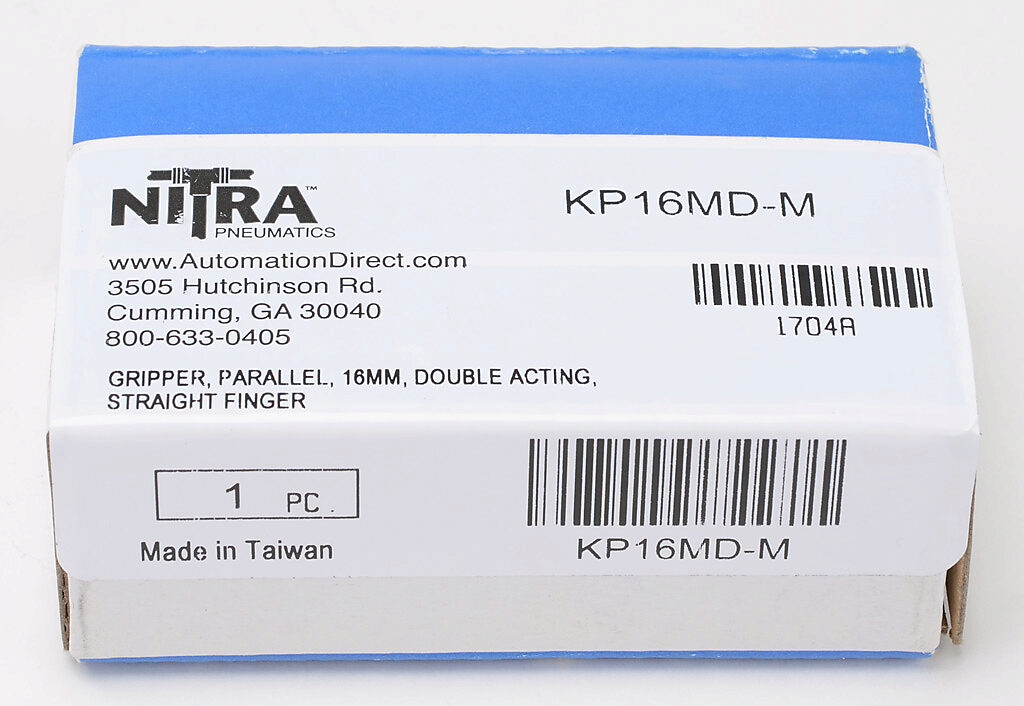 NITRA™
PNEUMATICS
KP16MD-M
www.AutomationDirect.com
3505 Hutchinson Rd.
Cumming, GA 30040
800-633-0405
1704A
GRIPPER, PARALLEL, 16MM, DOUBLE ACTING,
STRAIGHT FINGER
1 PC.
Made in Taiwan
KP16MD-M